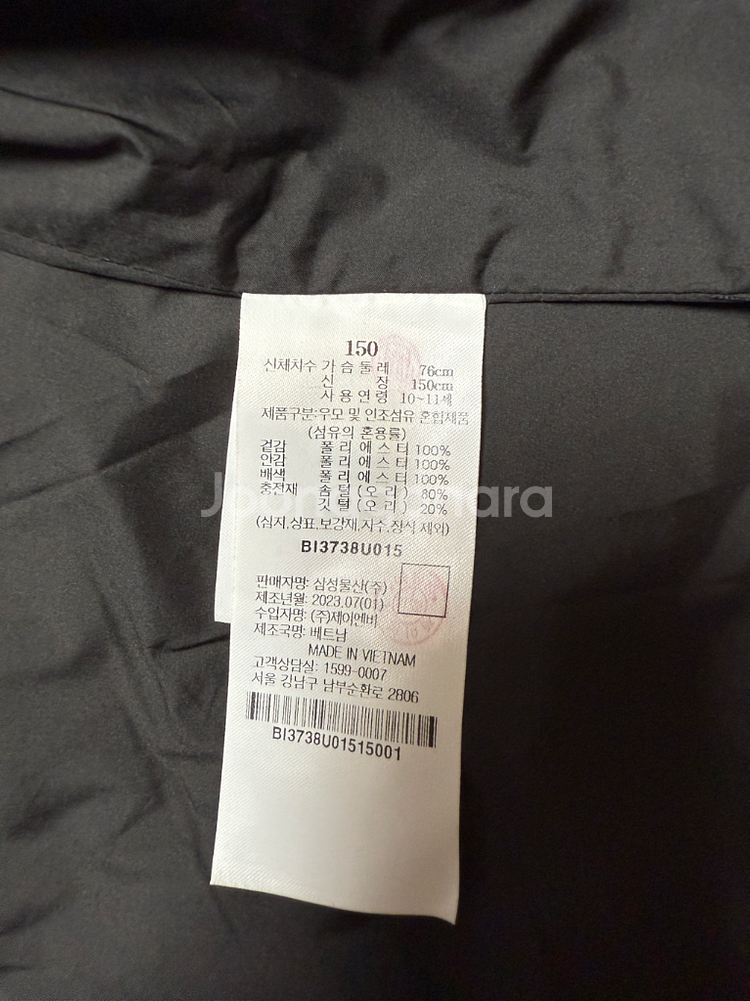 150
신체치수 가 슴 둘 레 76cm
신 장 150cm
사 용 연 령 10~11세
제품구분:우모 및 인조섬유 혼합제품
(섬유의 혼용률)
겉감 폴 리 에 스 터 100%
안감 폴 리 에 스 터 100%
배색 폴 리 에 스 터 100%
충전재 솜 털 ( 오 리 ) 80%
깃 털 ( 오 리 ) 20%
(심지,상표,보강재,자수,장식 제외)
BI3738U015
판매자명: 삼성물산(주)
제조년월: 2023.07(01)
수입자명: (주)제이엔비
제조국명: 베트남
MADE IN VIETNAM
고객상담실: 1599-0007
서울 강남구 남부순환로 2806
BI3738U01515001